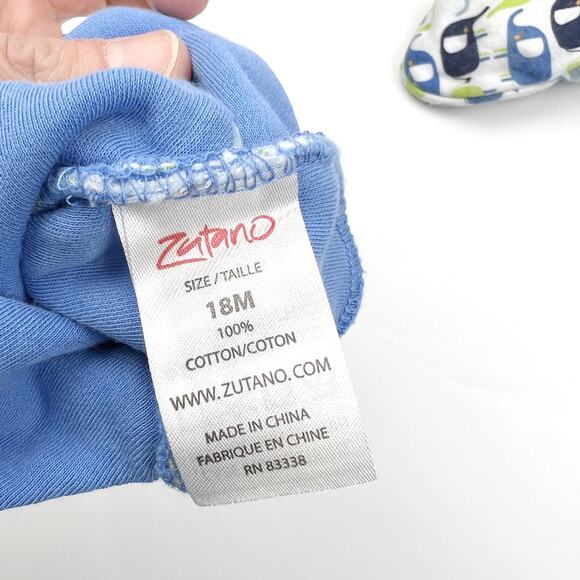 Zutano
SIZE / TAILLE
18M
100%
COTTON/COTON
WWW.ZUTANO.COM
MADE IN CHINA
FABRIQUE EN CHINE
RN 83338